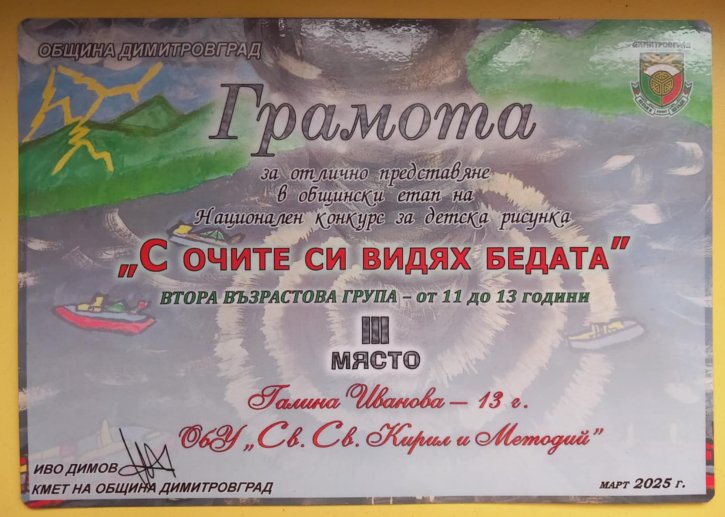 ОБЩИНА ДИМИТРОВГРАД
ДИМИТРОВГРАД
Грамота
за отлично представяне
в общински етап на
Национален конкурс за детска рисунка
„С ОЧИТЕ СИ ВИДЯХ БЕДАТА”
ВТОРА ВЪЗРАСТОВА ГРУПА – от 11 до 13 години
III
МЯСТО
Галина Иванова – 13 г.
ОбУ „Св. Св. Кирил и Методий”
ИВО ДИМОВ
КМЕТ НА ОБЩИНА ДИМИТРОВГРАД
МАРТ 2025 г.